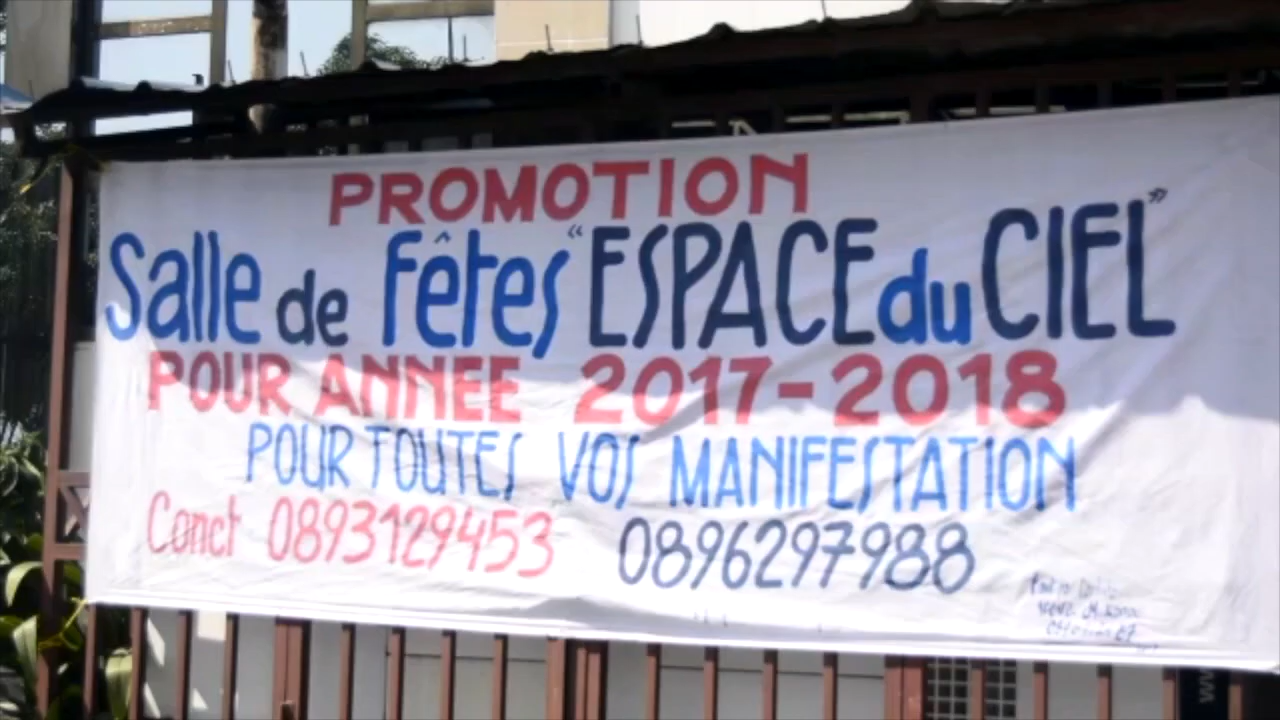 PROMOTION
Salle de Fêtes "ESPACE du CIEL"
POUR ANNEE 2017-2018
POUR TOUTES VOS MANIFESTATION
Conct 0893129453 0896297988